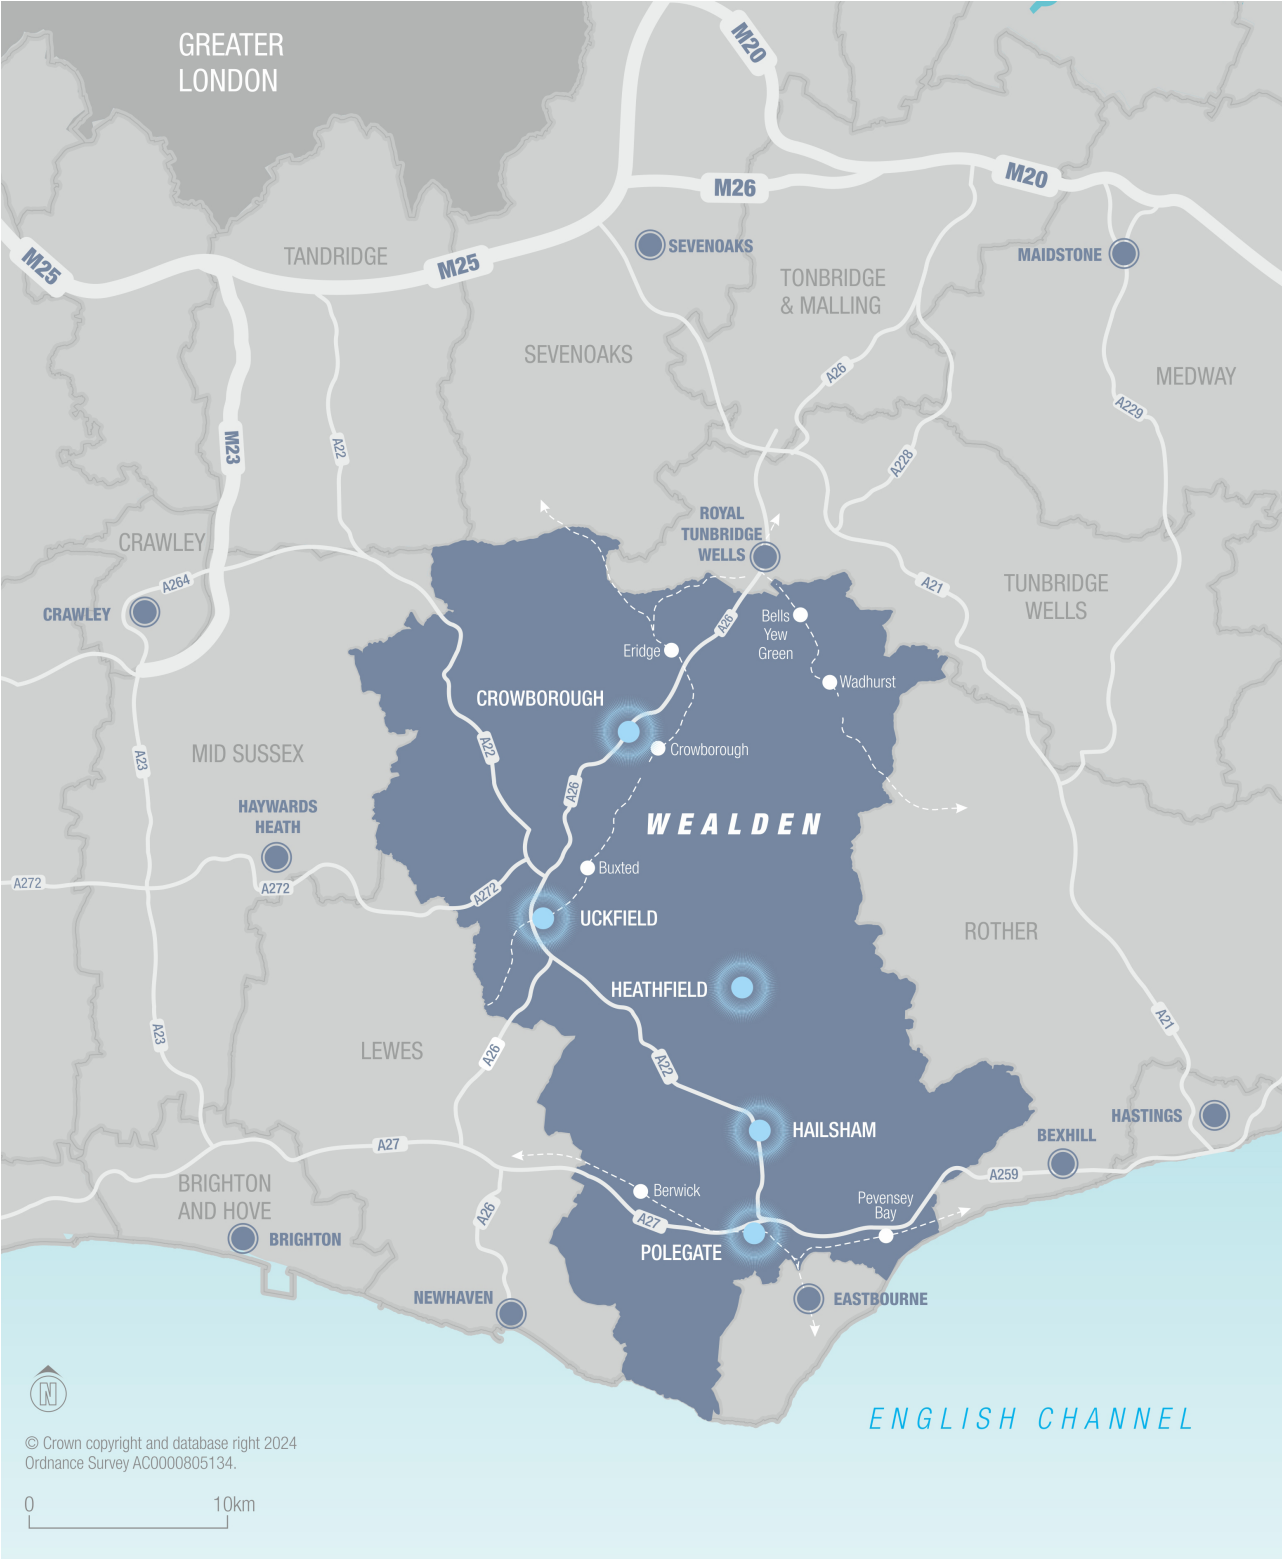 GREATER
LONDON
M20
M26
M20
M25
TANDRIDGE
M25
SEVENOAKS
MAIDSTONE
TONBRIDGE
& MALLING
SEVENOAKS
A26
MEDWAY
A229
M23
A22
A228
ROYAL
TUNBRIDGE
WELLS
CRAWLEY
A264
CRAWLEY
A21
TUNBRIDGE
WELLS
A26
Bells
Yew
Green
Eridge
Wadhurst
CROWBOROUGH
A22
Crowborough
A23
MID SUSSEX
A26
HAYWARDS
HEATH
WEALDEN
Buxted
A272
A272
A272
UCKFIELD
ROTHER
HEATHFIELD
A23
LEWES
A26
A22
A21
HASTINGS
HAILSHAM
BEXHILL
A27
A259
BRIGHTON
AND HOVE
Berwick
Pevensey
Bay
A26
A27
BRIGHTON
POLEGATE
NEWHAVEN
EASTBOURNE
N
ENGLISH CHANNEL
© Crown copyright and database right 2024
Ordnance Survey AC0000805134.
0
10km